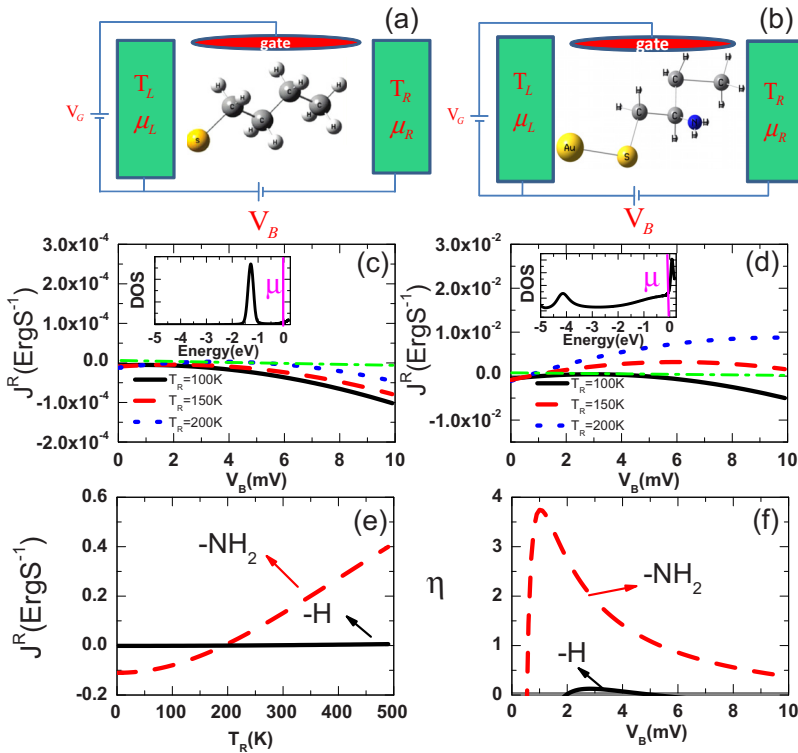 (a)
gate
T_L
μ_L
T_R
μ_R
V_G
V_B
H H H H H H H H H
C C C C
S
(b)
gate
T_L
μ_L
T_R
μ_R
V_G
V_B
H H H H H H H H
C C C C
N
Au
S
(c)
J^R(ErgS^-1)
3.0x10^-4
2.0x10^-4
1.0x10^-4
0.0
-1.0x10^-4
-2.0x10^-4
DOS
μ
-5 -4 -3 -2 -1 0
Energy(eV)
T_R=100K
T_R=150K
T_R=200K
0 2 4 6 8 10
V_B(mV)
(d)
J^R(ErgS^-1)
3.0x10^-2
2.0x10^-2
1.0x10^-2
0.0
-1.0x10^-2
DOS
μ
-5 -4 -3 -2 -1 0
Energy(eV)
T_R=100K
T_R=150K
T_R=200K
0 2 4 6 8 10
V_B(mV)
(e)
J^R(ErgS^-1)
0.6
0.4
0.2
0.0
-0.2
-NH₂
-H
0 100 200 300 400 500
T_R(K)
(f)
η
4
3
2
1
0
-NH₂
-H
0 2 4 6 8 10
V_B(mV)